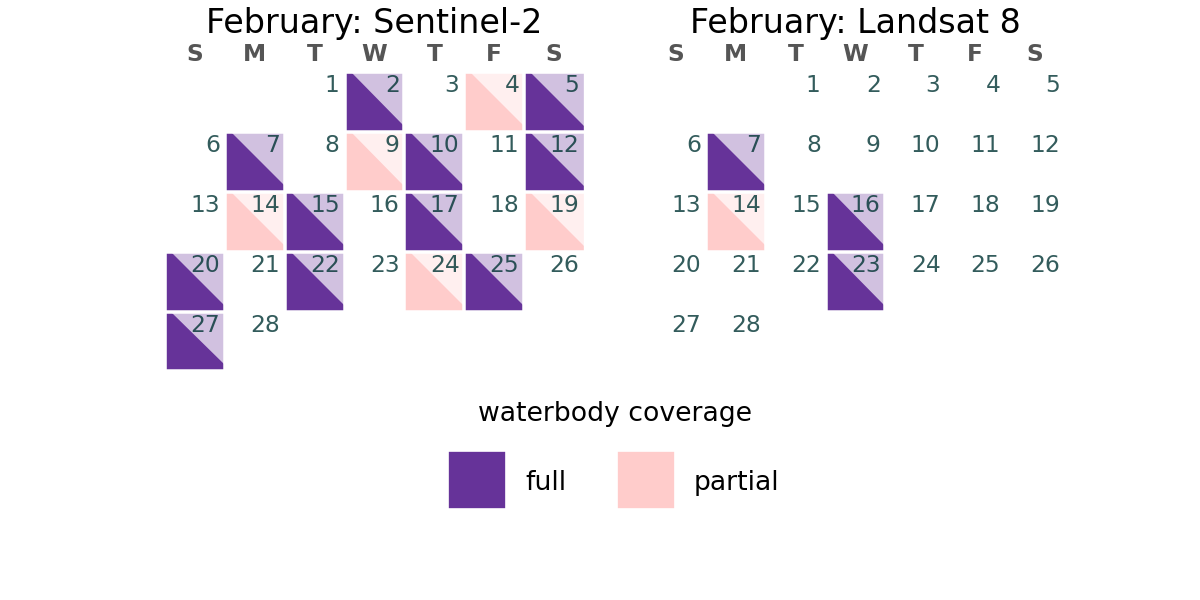 February: Sentinel-2
S M T W T F S
1 2 3 4 5
6 7 8 9 10 11 12
13 14 15 16 17 18 19
20 21 22 23 24 25 26
27 28
February: Landsat 8
S M T W T F S
1 2 3 4 5
6 7 8 9 10 11 12
13 14 15 16 17 18 19
20 21 22 23 24 25 26
27 28
waterbody coverage
full
partial